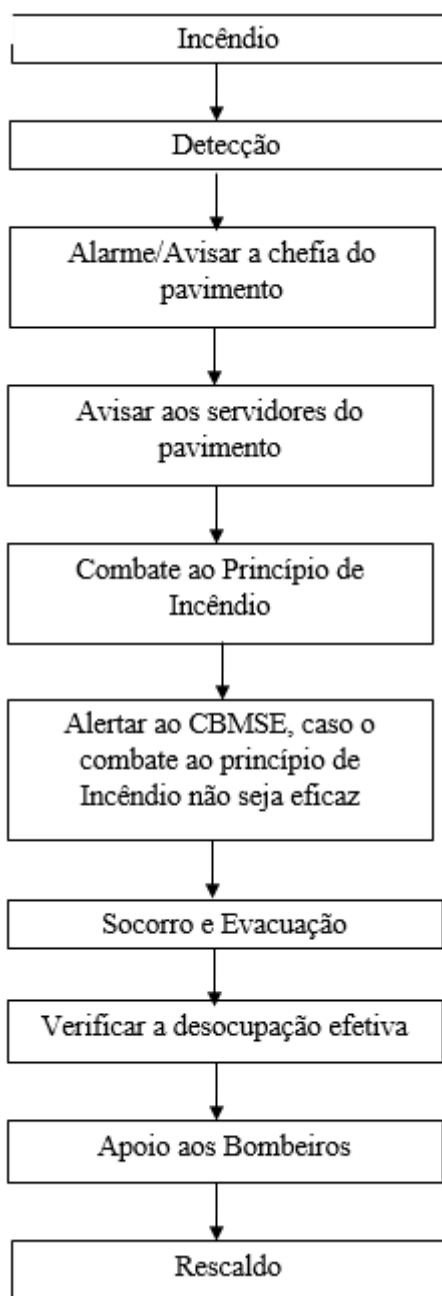 Incêndio
Detecção
Alarme/Avisar a chefia do
pavimento
Avisar aos servidores do
pavimento
Combate ao Princípio de
Incêndio
Alertar ao CBMSE, caso o
combate ao princípio de
Incêndio não seja eficaz
Socorro e Evacuação
Verificar a desocupação efetiva
Apoio aos Bombeiros
Rescaldo